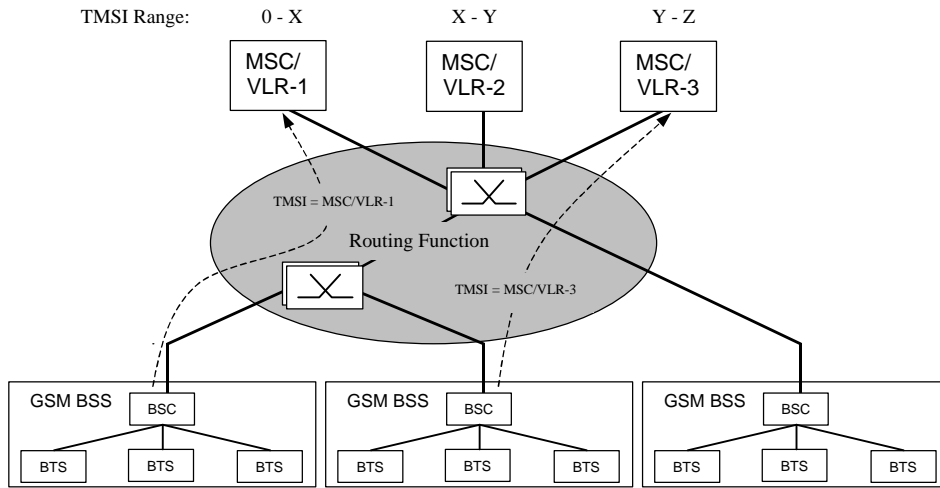 TMSI Range: 0 - X X - Y Y - Z
MSC/
VLR-1
MSC/
VLR-2
MSC/
VLR-3
TMSI = MSC/VLR-1
Routing Function
TMSI = MSC/VLR-3
GSM BSS
BSC
BTS
BTS
BTS
GSM BSS
BSC
BTS
BTS
BTS
GSM BSS
BSC
BTS
BTS
BTS